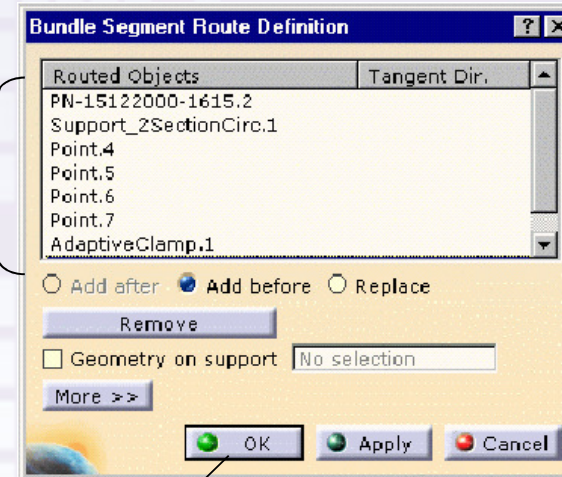 Bundle Segment Route Definition
Routed Objects Tangent Dir.
PN-15122000-1615.2
Support_2SectionCirc.1
Point.4
Point.5
Point.6
Point.7
AdaptiveClamp.1
Add after Add before Replace
Remove
Geometry on support No selection
More >>
OK Apply Cancel